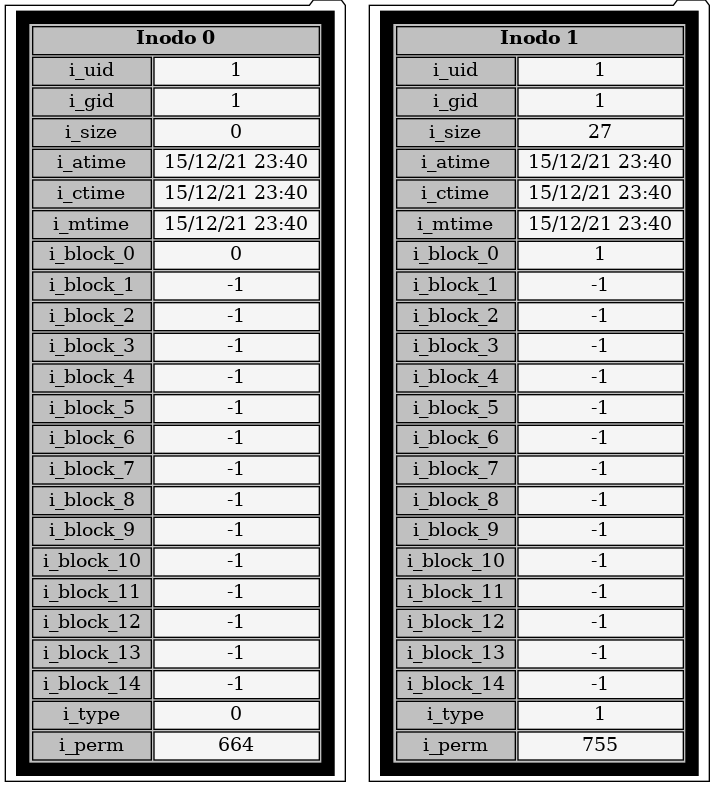 Inodo 0
i_uid 1
i_gid 1
i_size 0
i_atime 15/12/21 23:40
i_ctime 15/12/21 23:40
i_mtime 15/12/21 23:40
i_block_0 0
i_block_1 -1
i_block_2 -1
i_block_3 -1
i_block_4 -1
i_block_5 -1
i_block_6 -1
i_block_7 -1
i_block_8 -1
i_block_9 -1
i_block_10 -1
i_block_11 -1
i_block_12 -1
i_block_13 -1
i_block_14 -1
i_type 0
i_perm 664
Inodo 1
i_uid 1
i_gid 1
i_size 27
i_atime 15/12/21 23:40
i_ctime 15/12/21 23:40
i_mtime 15/12/21 23:40
i_block_0 1
i_block_1 -1
i_block_2 -1
i_block_3 -1
i_block_4 -1
i_block_5 -1
i_block_6 -1
i_block_7 -1
i_block_8 -1
i_block_9 -1
i_block_10 -1
i_block_11 -1
i_block_12 -1
i_block_13 -1
i_block_14 -1
i_type 1
i_perm 755